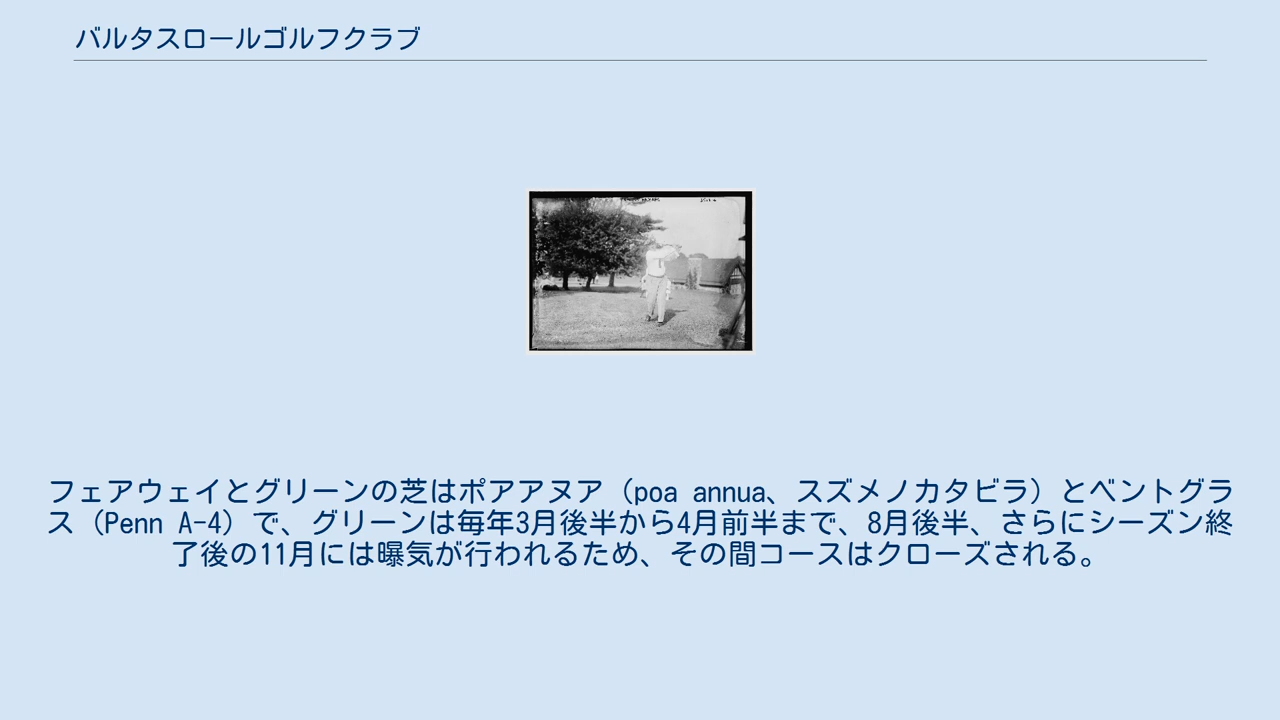 バルタスロールゴルフクラブ
フェアウェイとグリーンの芝はポアアヌア（poa annua、スズメノカタビラ）とベントグラ
ス（Penn A-4）で、グリーンは毎年3月後半から4月前半まで、8月後半、さらにシーズン終
了後の11月には曝気が行われるため、その間コースはクローズされる。